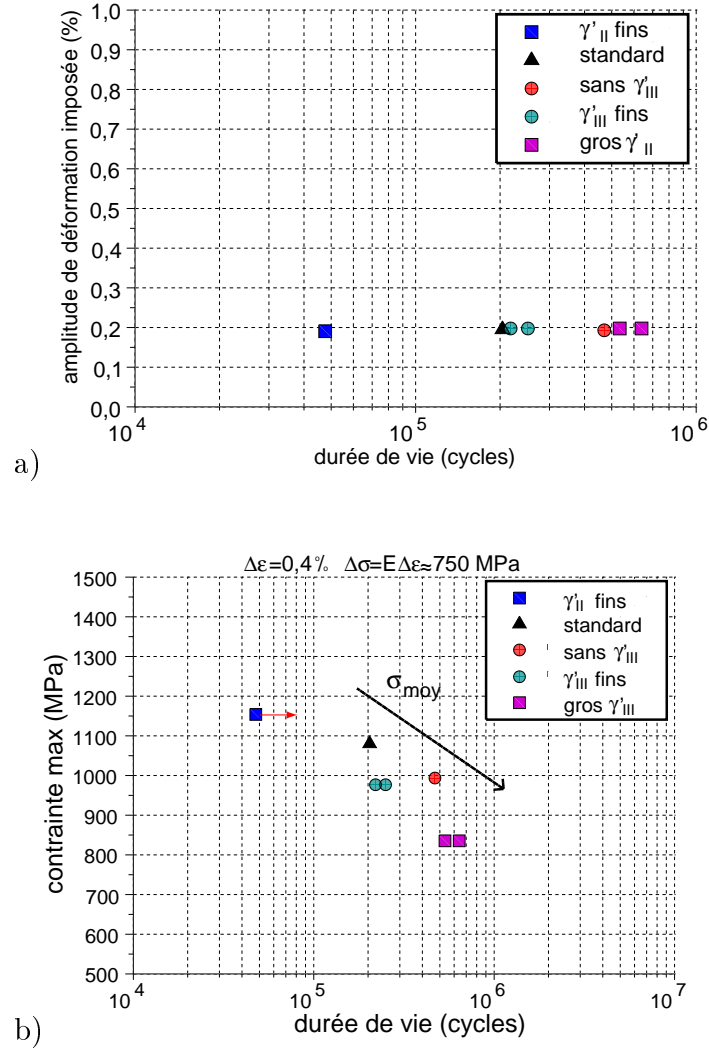 amplitude de déformation imposée (%)
1,0
0,9
0,8
0,7
0,6
0,5
0,4
0,3
0,2
0,1
0,0
γ'II fins
standard
sans γ'III
γ'III fins
gros γ'II
10^4
10^5
10^6
durée de vie (cycles)
a)
Δε=0,4% Δσ=EΔε≈750 MPa
contrainte max (MPa)
1500
1400
1300
1200
1100
1000
900
800
700
600
500
γ'II fins
standard
sans γ'III
γ'III fins
gros γ'III
σmoy
10^4
10^5
10^6
10^7
durée de vie (cycles)
b)